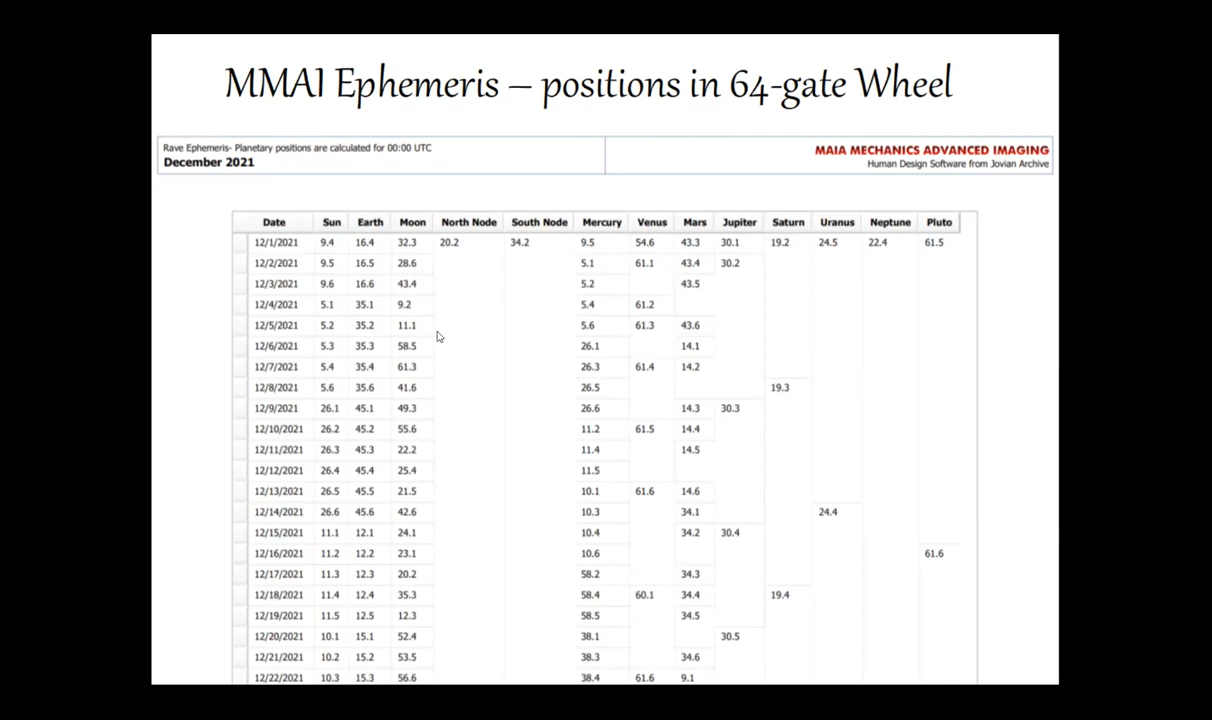 MMAI Ephemeris – positions in 64-gate Wheel
Rave Ephemeris- Planetary positions are calculated for 00:00 UTC
December 2021
MAIA MECHANICS ADVANCED IMAGING
Human Design Software from Jovian Archive
Date Sun Earth Moon North Node South Node Mercury Venus Mars Jupiter Saturn Uranus Neptune Pluto
12/1/2021 9.4 16.4 32.3 20.2 34.2 9.5 54.6 43.3 30.1 19.2 24.5 22.4 61.5
12/2/2021 9.5 16.5 28.6 5.1 61.1 43.4 30.2
12/3/2021 9.6 16.6 43.4 5.2 43.5
12/4/2021 5.1 35.1 9.2 5.4 61.2
12/5/2021 5.2 35.2 11.1 5.6 61.3 43.6
12/6/2021 5.3 35.3 58.5 26.1 14.1
12/7/2021 5.4 35.4 61.3 26.3 61.4 14.2
12/8/2021 5.6 35.6 41.6 26.5 19.3
12/9/2021 26.1 45.1 49.3 26.6 14.3 30.3
12/10/2021 26.2 45.2 55.6 11.2 61.5 14.4
12/11/2021 26.3 45.3 22.2 11.4 14.5
12/12/2021 26.4 45.4 25.4 11.5
12/13/2021 26.5 45.5 21.5 10.1 61.6 14.6
12/14/2021 26.6 45.6 42.6 10.3 34.1 24.4
12/15/2021 11.1 12.1 24.1 10.4 34.2 30.4
12/16/2021 11.2 12.2 23.1 10.6 61.6
12/17/2021 11.3 12.3 20.2 58.2 34.3
12/18/2021 11.4 12.4 35.3 58.4 60.1 34.4 19.4
12/19/2021 11.5 12.5 12.3 58.5 34.5
12/20/2021 10.1 15.1 52.4 38.1 30.5
12/21/2021 10.2 15.2 53.5 38.3 34.6
12/22/2021 10.3 15.3 56.6 38.4 61.6 9.1